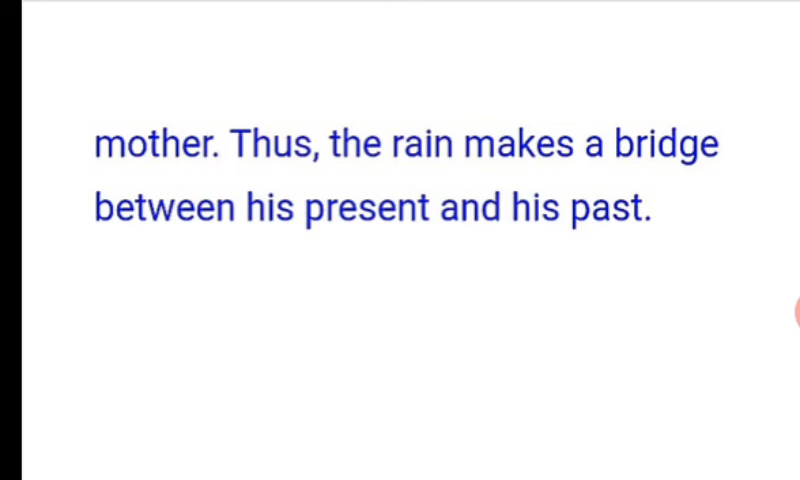 mother. Thus, the rain makes a bridge
between his present and his past.